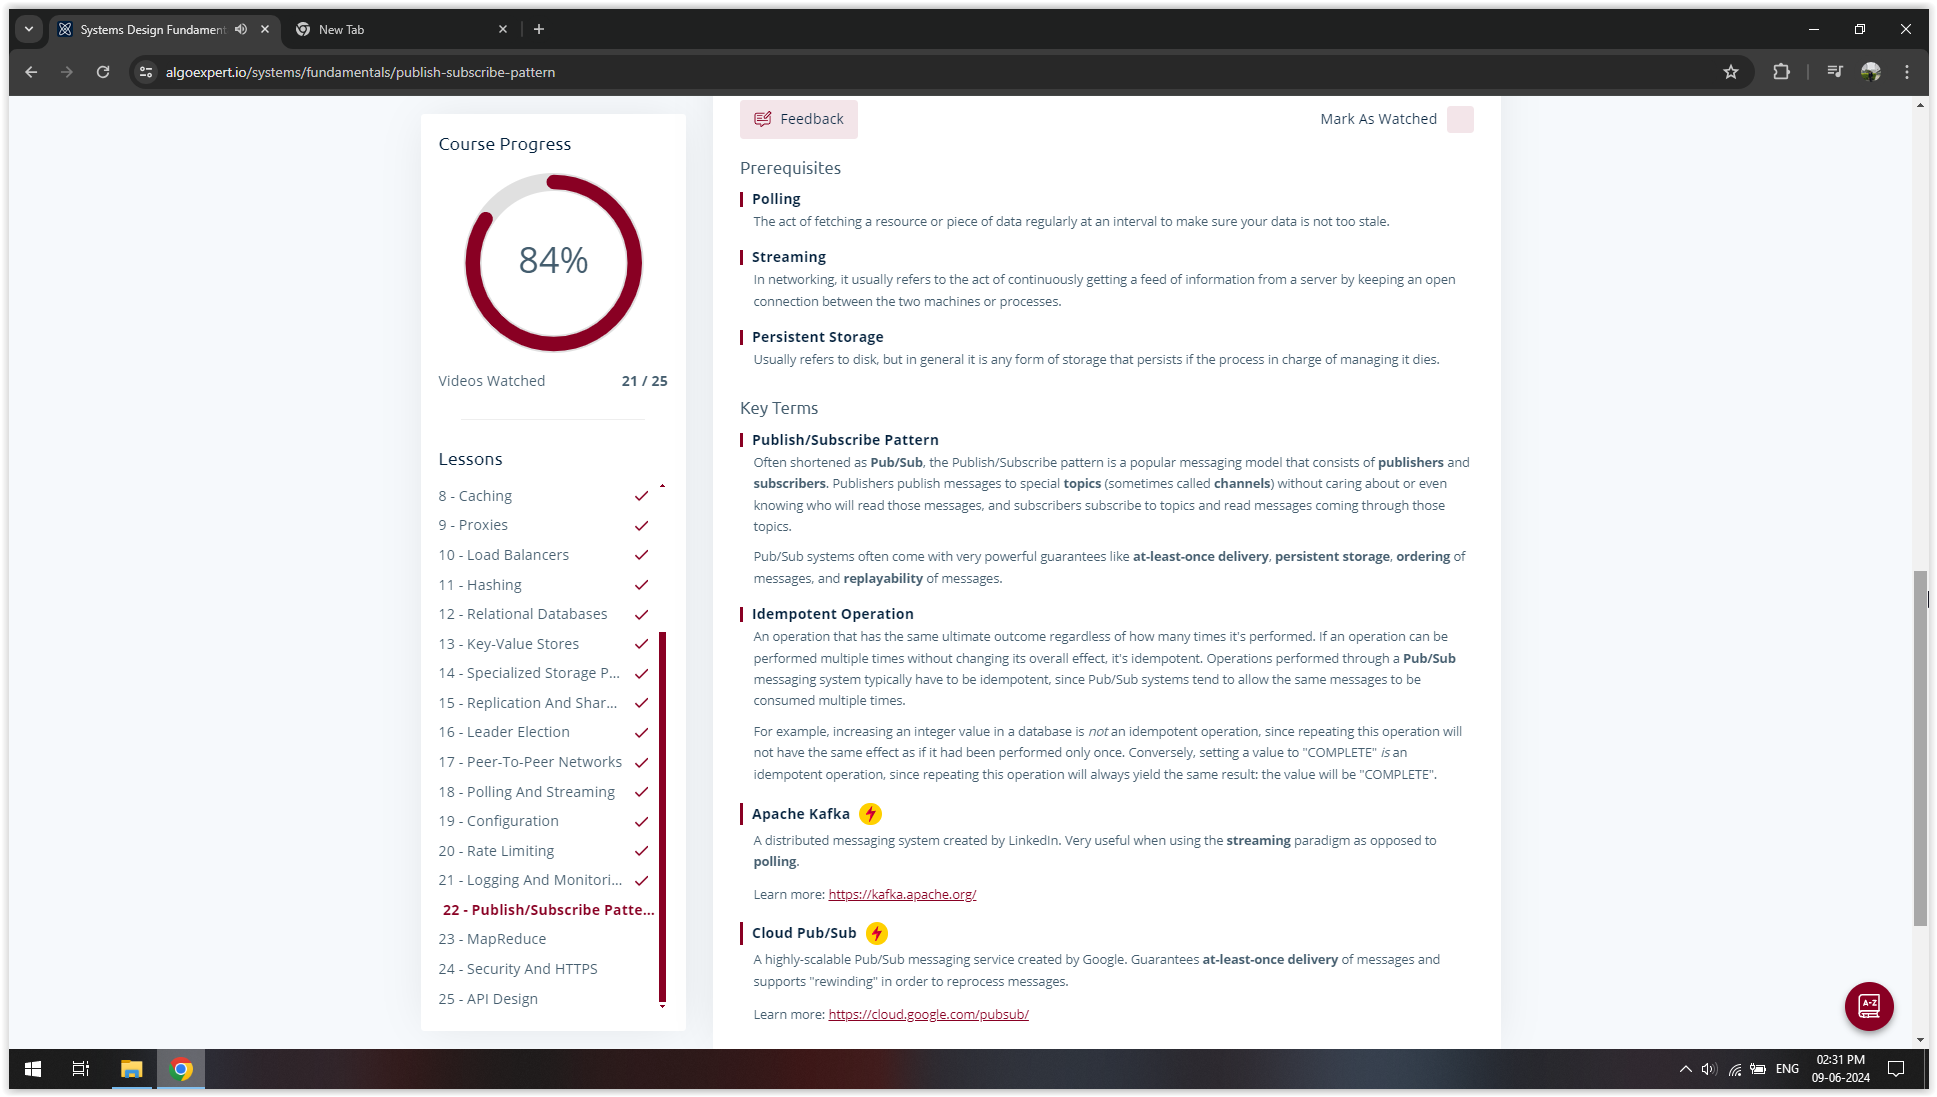 Systems Design Fundament
New Tab
algoexpert.io/systems/fundamentals/publish-subscribe-pattern
Course Progress
84%
Videos Watched 21 / 25
Lessons
8 - Caching
9 - Proxies
10 - Load Balancers
11 - Hashing
12 - Relational Databases
13 - Key-Value Stores
14 - Specialized Storage P...
15 - Replication And Shar...
16 - Leader Election
17 - Peer-To-Peer Networks
18 - Polling And Streaming
19 - Configuration
20 - Rate Limiting
21 - Logging And Monitori...
22 - Publish/Subscribe Patte...
23 - MapReduce
24 - Security And HTTPS
25 - API Design
Feedback
Mark As Watched
Prerequisites
Polling
The act of fetching a resource or piece of data regularly at an interval to make sure your data is not too stale.
Streaming
In networking, it usually refers to the act of continuously getting a feed of information from a server by keeping an open
connection between the two machines or processes.
Persistent Storage
Usually refers to disk, but in general it is any form of storage that persists if the process in charge of managing it dies.
Key Terms
Publish/Subscribe Pattern
Often shortened as Pub/Sub, the Publish/Subscribe pattern is a popular messaging model that consists of publishers and
subscribers. Publishers publish messages to special topics (sometimes called channels) without caring about or even
knowing who will read those messages, and subscribers subscribe to topics and read messages coming through those
topics.
Pub/Sub systems often come with very powerful guarantees like at-least-once delivery, persistent storage, ordering of
messages, and replayability of messages.
Idempotent Operation
An operation that has the same ultimate outcome regardless of how many times it's performed. If an operation can be
performed multiple times without changing its overall effect, it's idempotent. Operations performed through a Pub/Sub
messaging system typically have to be idempotent, since Pub/Sub systems tend to allow the same messages to be
consumed multiple times.
For example, increasing an integer value in a database is not an idempotent operation, since repeating this operation will
not have the same effect as if it had been performed only once. Conversely, setting a value to "COMPLETE" is an
idempotent operation, since repeating this operation will always yield the same result: the value will be "COMPLETE".
Apache Kafka
A distributed messaging system created by LinkedIn. Very useful when using the streaming paradigm as opposed to
polling.
Learn more: https://kafka.apache.org/
Cloud Pub/Sub
A highly-scalable Pub/Sub messaging service created by Google. Guarantees at-least-once delivery of messages and
supports "rewinding" in order to reprocess messages.
Learn more: https://cloud.google.com/pubsub/
A-Z
ENG
02:31 PM
09-06-2024